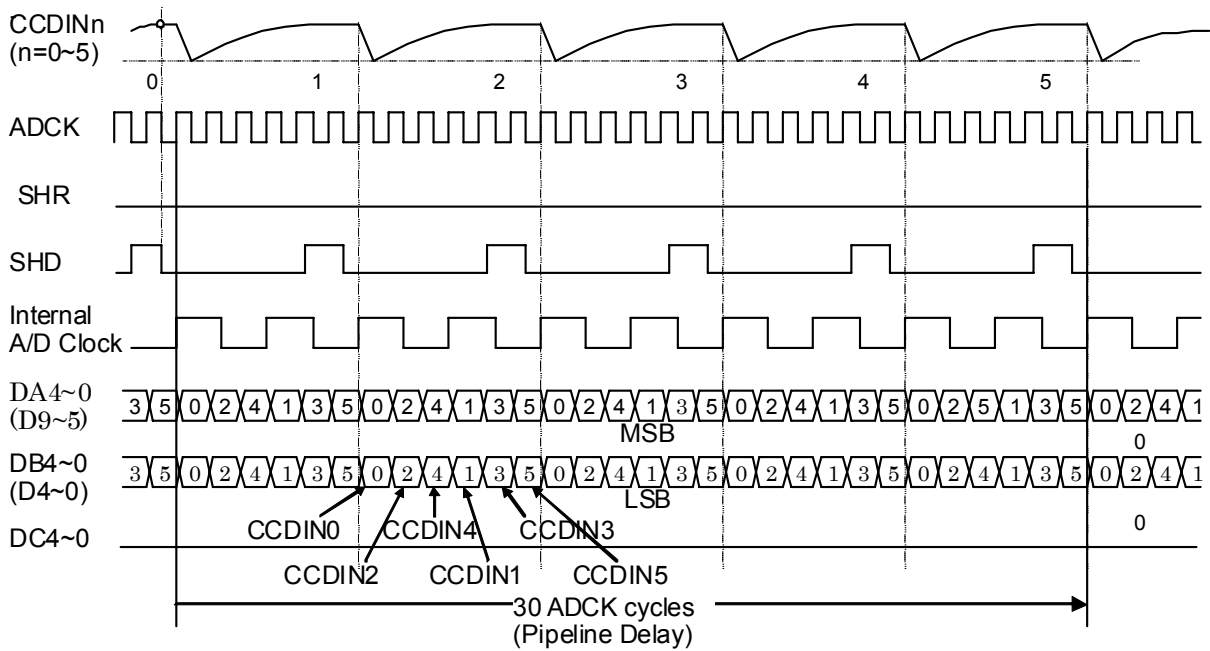 CCDINn
(n=0~5)
0 1 2 3 4 5
ADCK
SHR
SHD
Internal
A/D Clock
DA4~0
(D9~5)
3 5 0 2 4 1 3 5 0 2 4 1 3 5 0 2 4 1 3 5 0 2 4 1 3 5 0 2 5 1 3 5 0 2 4 1
MSB
0
DB4~0
(D4~0)
3 5 0 2 4 1 3 5 0 2 4 1 3 5 0 2 4 1 3 5 0 2 4 1 3 5 0 2 4 1 3 5 0 2 4 1
LSB
0
CCDIN0 CCDIN4 CCDIN3
DC4~0
CCDIN2 CCDIN1 CCDIN5
30 ADCK cycles
(Pipeline Delay)